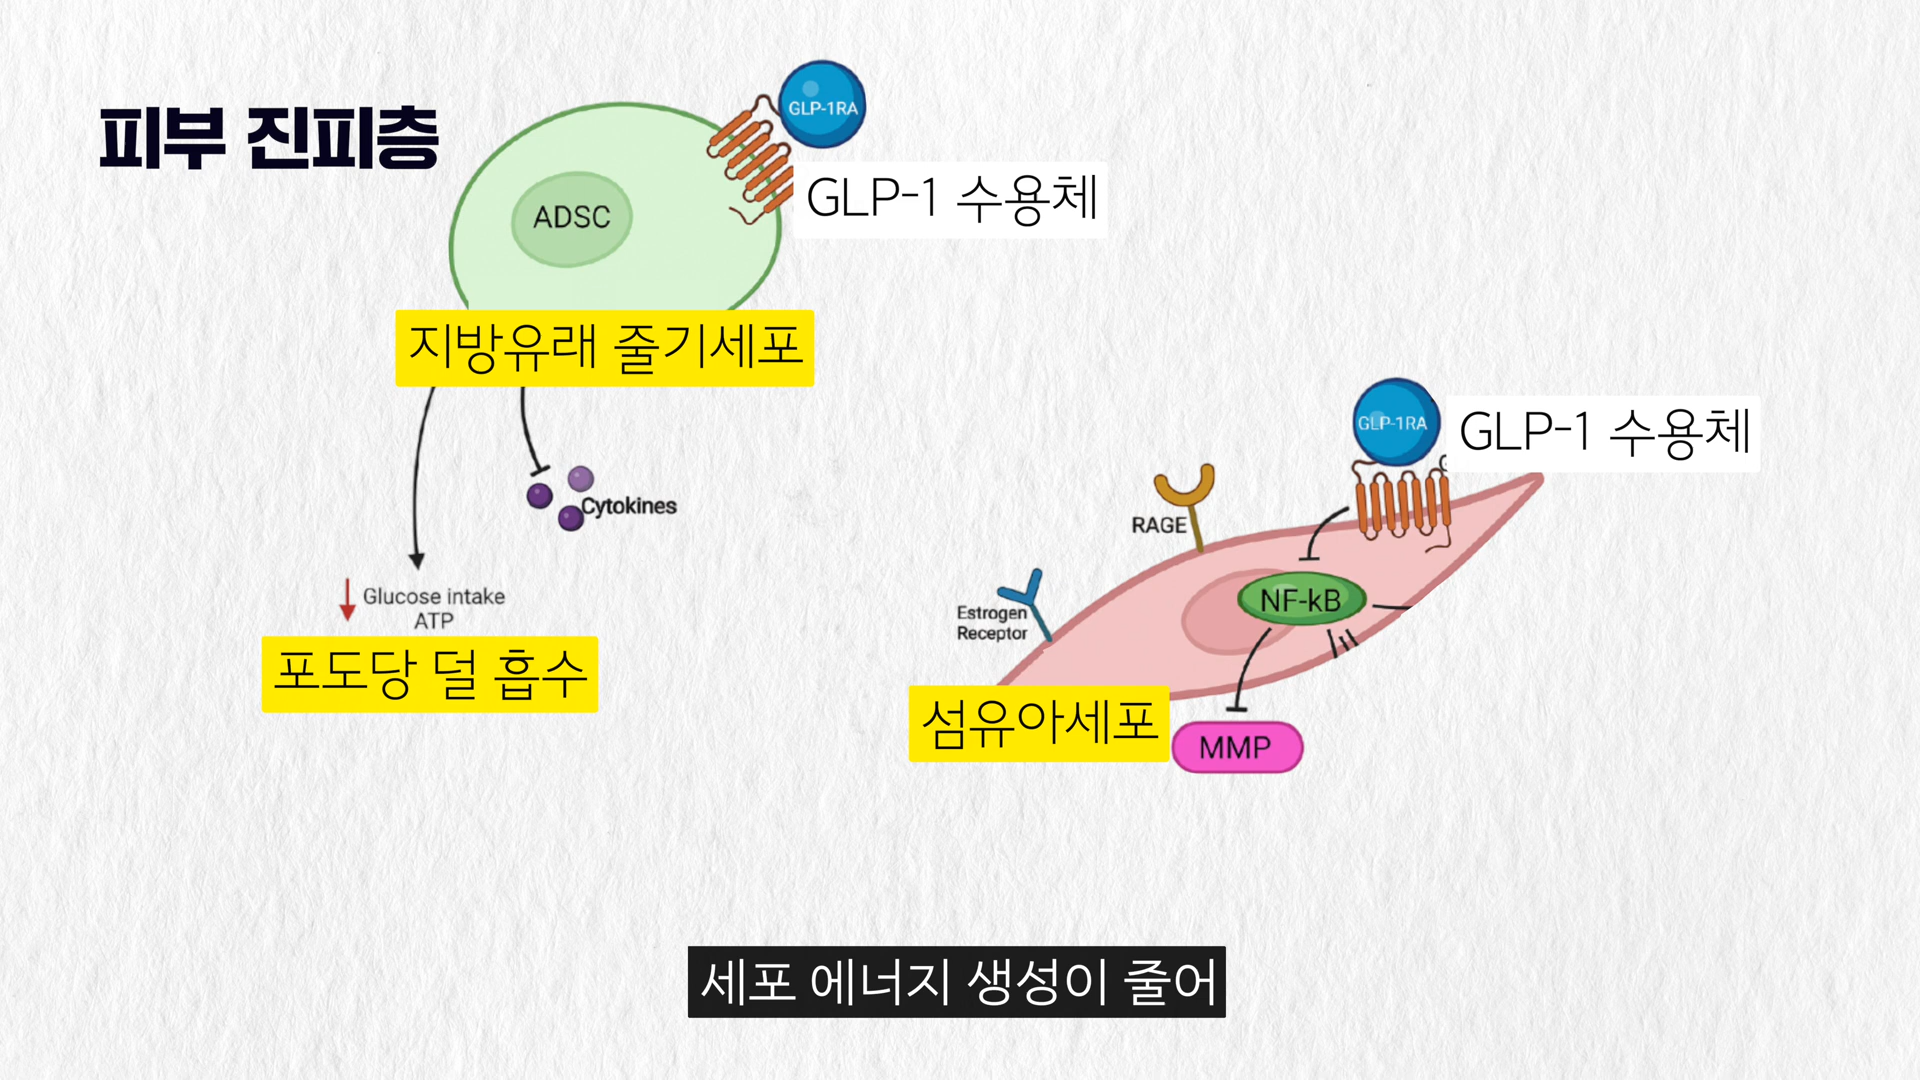 피부 진피층
GLP-1RA
ADSC
GLP-1 수용체
지방유래 줄기세포
Cytokines
Glucose intake
ATP
포도당 덜 흡수
GLP-1RA
GLP-1 수용체
RAGE
Estrogen
Receptor
NF-kB
섬유아세포
MMP
세포 에너지 생성이 줄어